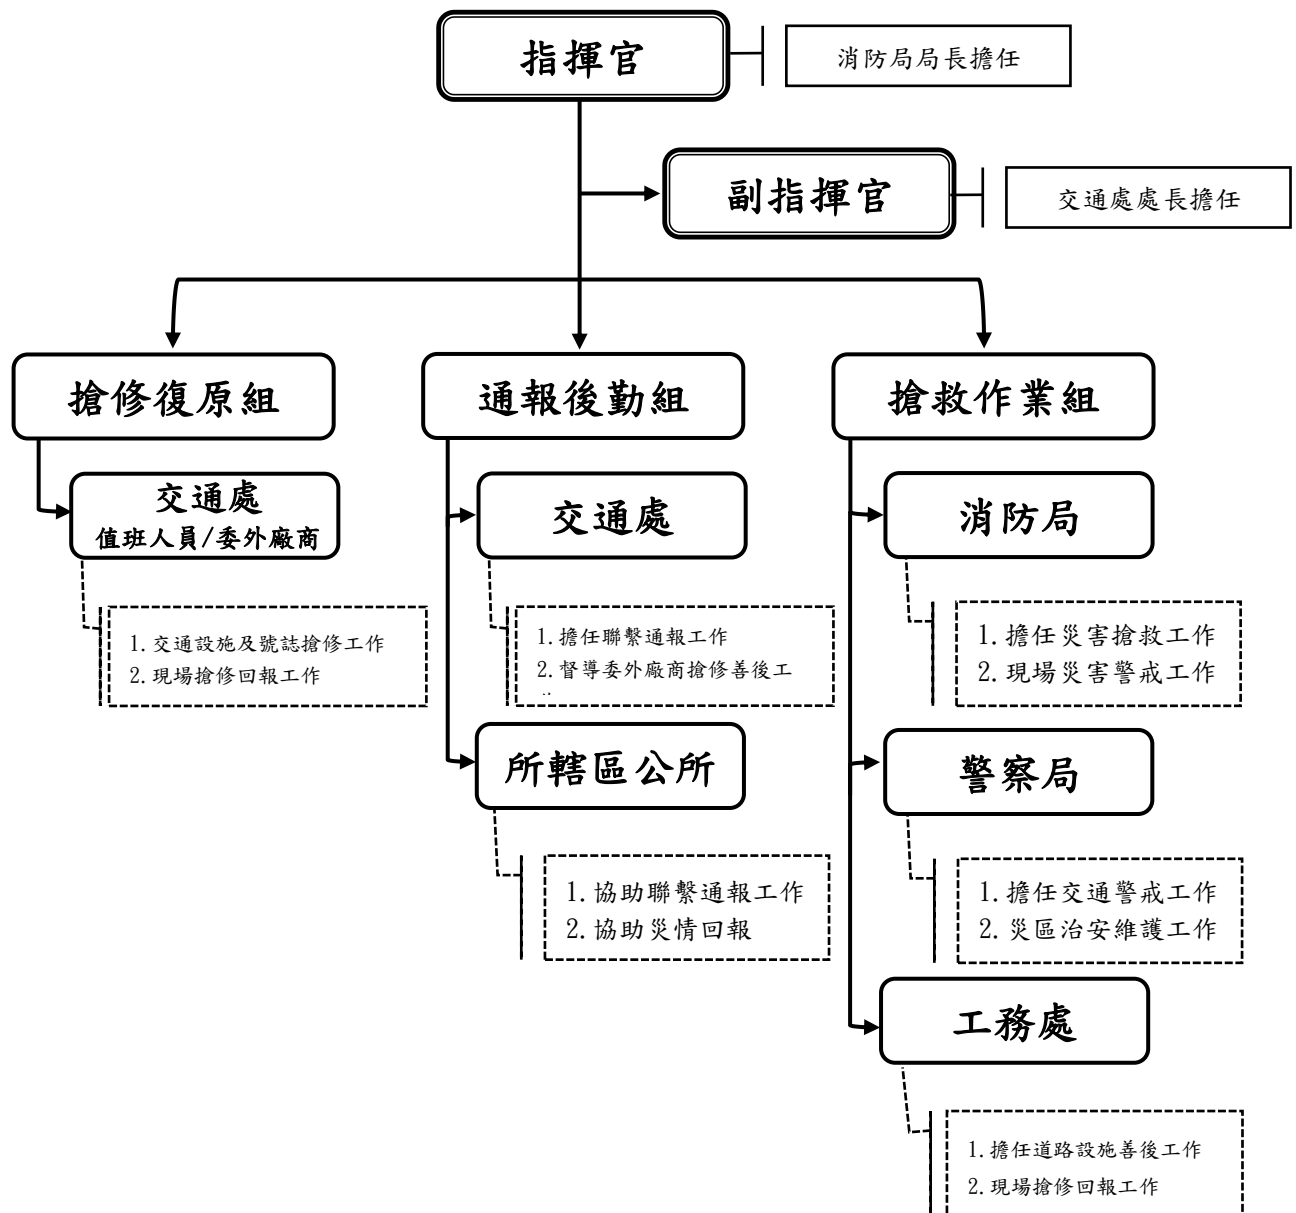 指揮官
消防局局長擔任
副指揮官
交通處處長擔任
搶修復原組
通報後勤組
搶救作業組
交通處
值班人員/委外廠商
1.交通設施及號誌搶修工作
2.現場搶修回報工作
交通處
1.擔任聯繫通報工作
2.督導委外廠商搶修善後工
所轄區公所
1.協助聯繫通報工作
2.協助災情回報
消防局
1.擔任災害搶救工作
2.現場災害警戒工作
警察局
1.擔任交通警戒工作
2.災區治安維護工作
工務處
1.擔任道路設施善後工作
2.現場搶修回報工作